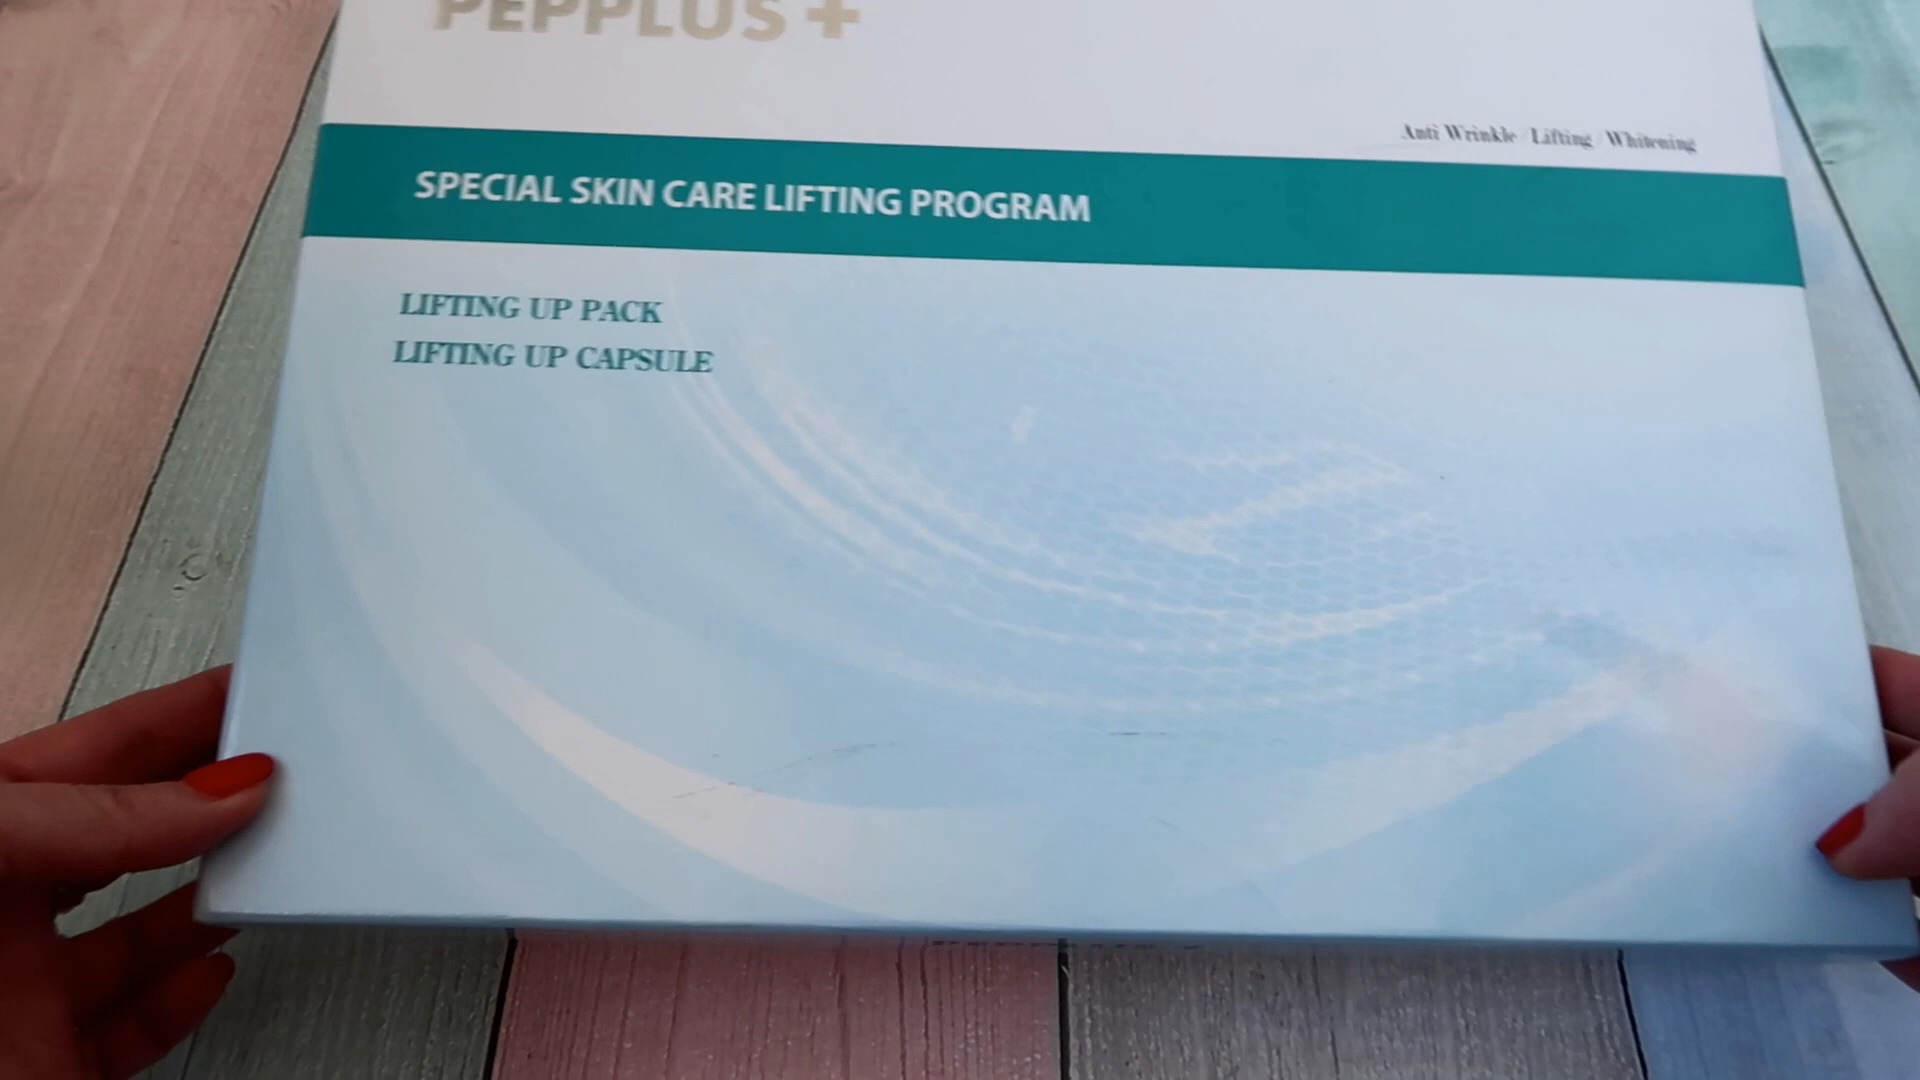 PEPPLUS+
Anti Wrinkle / Lifting / Whitening
SPECIAL SKIN CARE LIFTING PROGRAM
LIFTING UP PACK
LIFTING UP CAPSULE